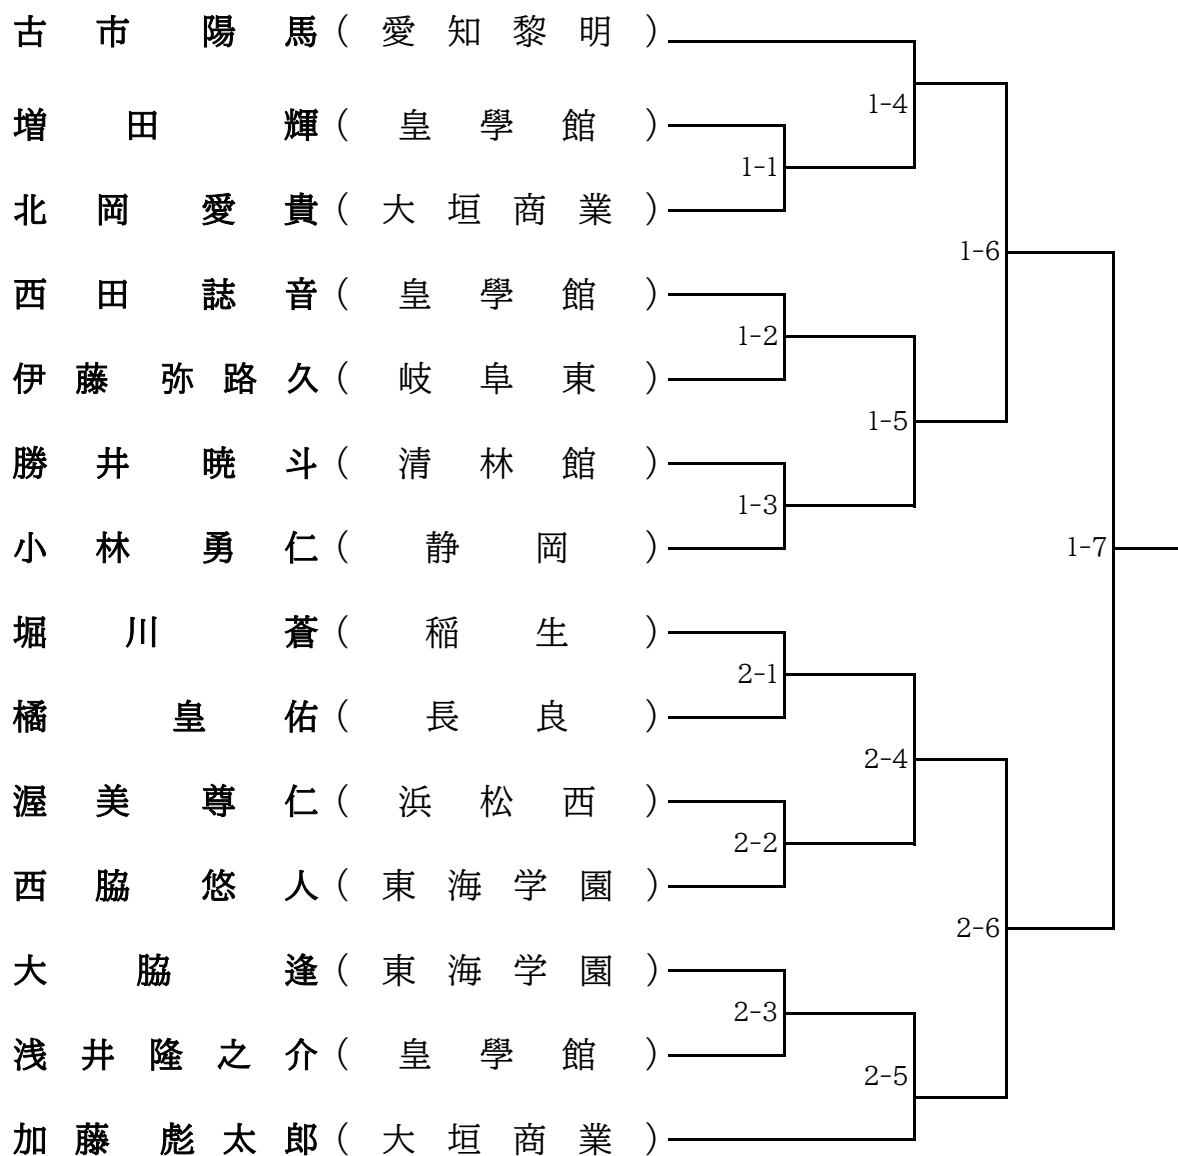 古市陽馬(愛知黎明)
1-4
増田輝(皇學館)
1-1
北岡愛貴(大垣商業)
1-6
西田誌音(皇學館)
1-2
伊藤弥路久(岐阜東)
1-5
勝井暁斗(清林館)
1-3
小林勇仁(静岡)
1-7
堀川蒼(稲生)
2-1
橘皇佑(長良)
2-4
渥美尊仁(浜松西)
2-2
西脇悠人(東海学園)
2-6
大脇逢(東海学園)
2-3
浅井隆之介(皇學館)
2-5
加藤彪太郎(大垣商業)